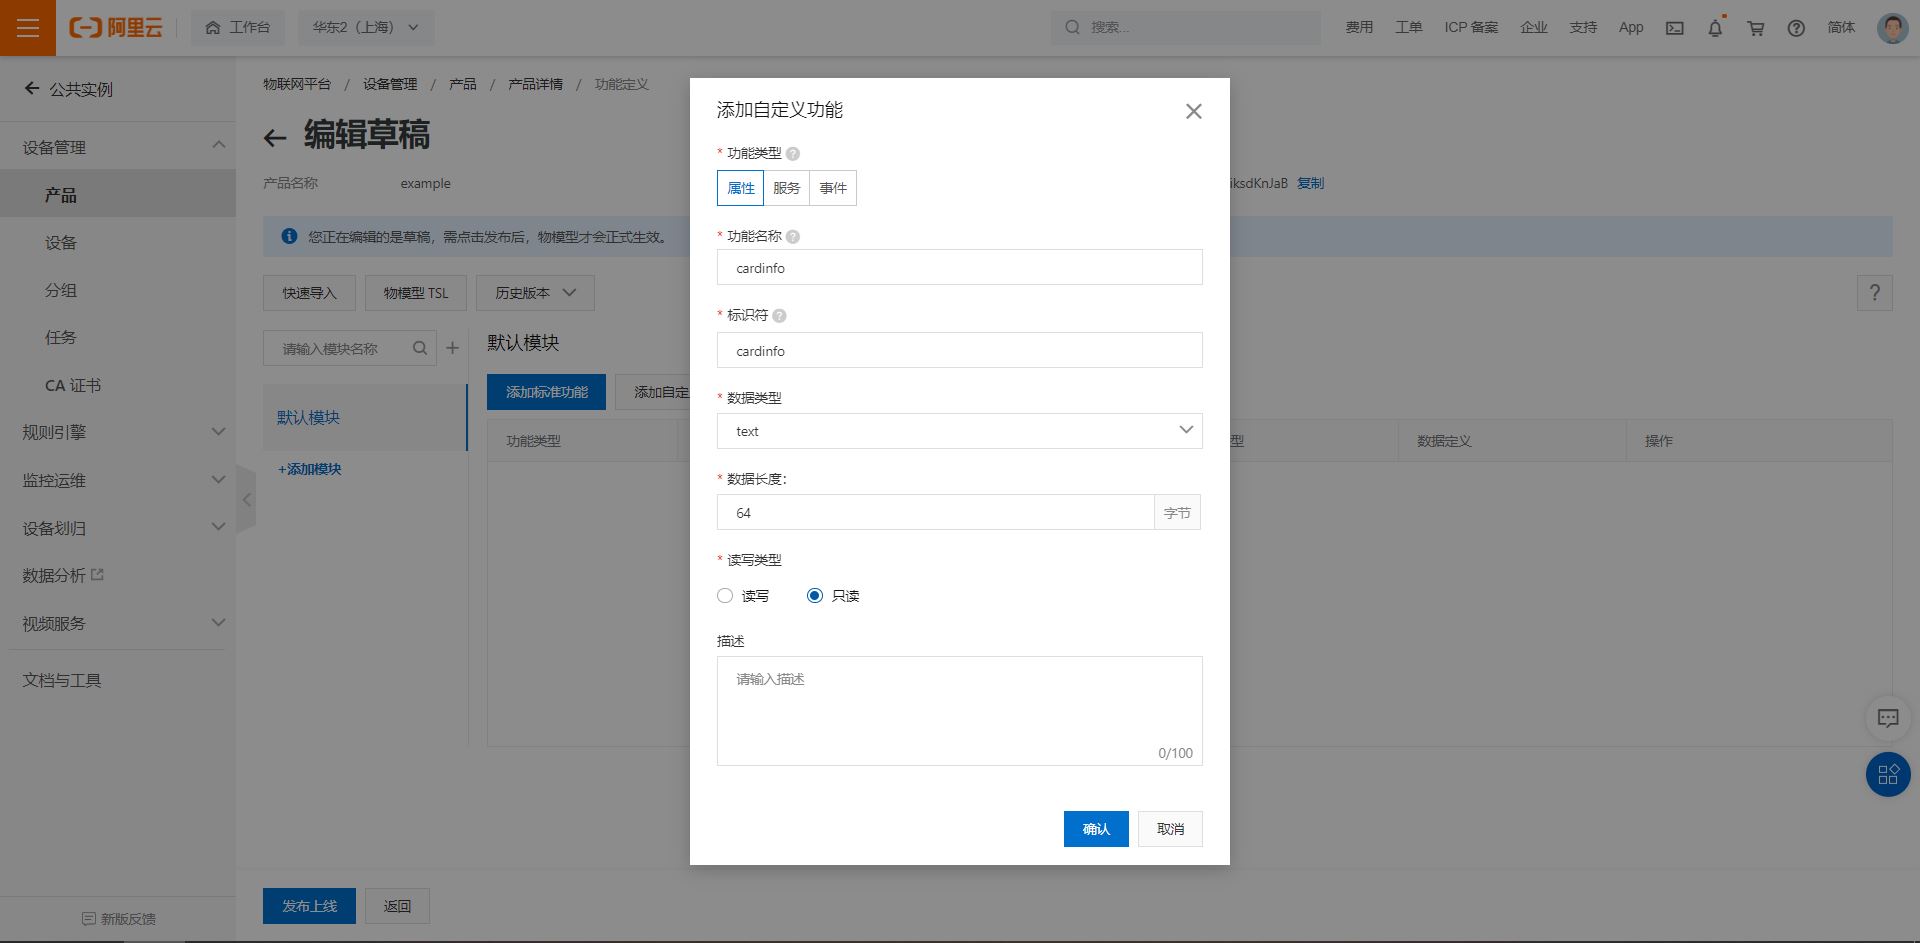 阿里云
工作台
华东2（上海）
搜索...
费用
工单
ICP 备案
企业
支持
App
简体
公共实例
设备管理
产品
设备
分组
任务
CA 证书
规则引擎
监控运维
设备划归
数据分析
视频服务
文档与工具
新版反馈
物联网平台 / 设备管理 / 产品 / 产品详情 / 功能定义
编辑草稿
产品名称 example
iksdKnJaB 复制
您正在编辑的是草稿，需点击发布后，物模型才会正式生效。
快速导入
物模型 TSL
历史版本
?
请输入模块名称
默认模块
+添加模块
默认模块
添加标准功能
添加自定
功能类型
型
数据定义
操作
发布上线
返回
添加自定义功能
* 功能类型 ?
属性
服务
事件
* 功能名称 ?
cardinfo
* 标识符 ?
cardinfo
* 数据类型
text
* 数据长度：
64
字节
* 读写类型
读写
只读
描述
请输入描述
0/100
确认
取消